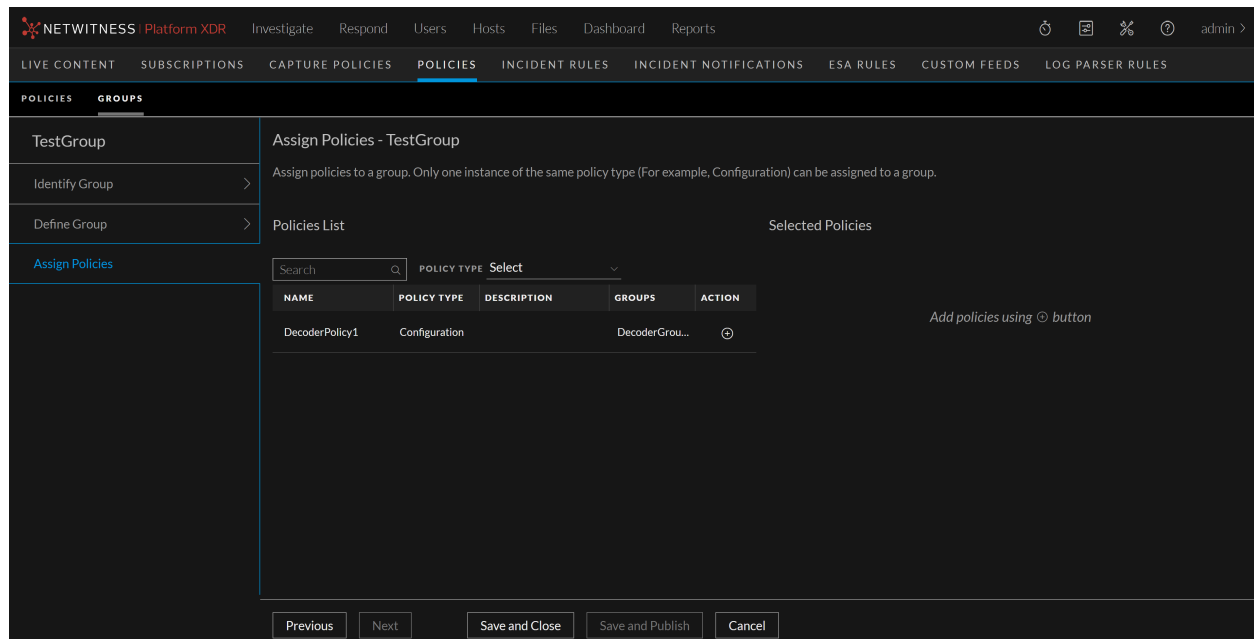 NETWITNESS | Platform XDR Investigate Respond Users Hosts Files Dashboard Reports admin >
LIVE CONTENT SUBSCRIPTIONS CAPTURE POLICIES POLICIES INCIDENT RULES INCIDENT NOTIFICATIONS ESA RULES CUSTOM FEEDS LOG PARSER RULES
POLICIES GROUPS
TestGroup
Identify Group
Define Group
Assign Policies
Assign Policies - TestGroup
Assign policies to a group. Only one instance of the same policy type (For example, Configuration) can be assigned to a group.
Policies List
Search POLICY TYPE Select
NAME POLICY TYPE DESCRIPTION GROUPS ACTION
DecoderPolicy1 Configuration DecoderGrou...
Selected Policies
Add policies using ⊕ button
Previous Next Save and Close Save and Publish Cancel